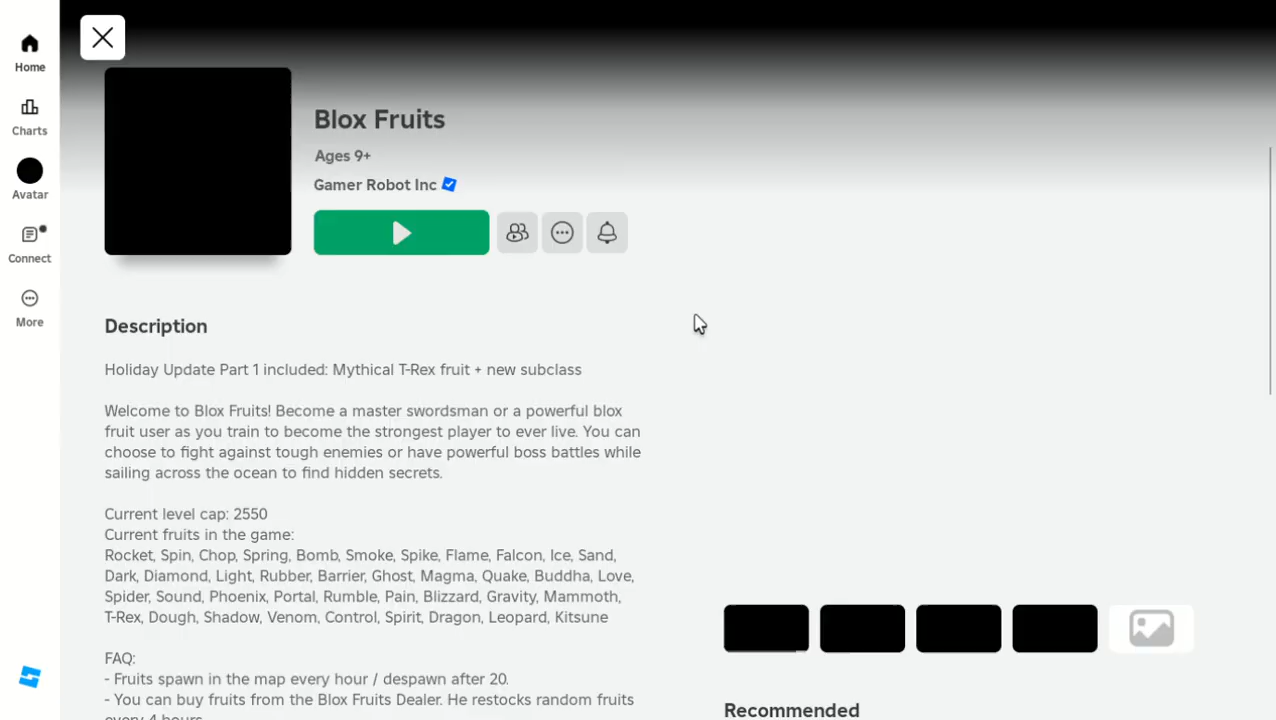 Home
Charts
Avatar
Connect
More
Blox Fruits
Ages 9+
Gamer Robot Inc
Description
Holiday Update Part 1 included: Mythical T-Rex fruit + new subclass
Welcome to Blox Fruits! Become a master swordsman or a powerful blox
fruit user as you train to become the strongest player to ever live. You can
choose to fight against tough enemies or have powerful boss battles while
sailing across the ocean to find hidden secrets.
Current level cap: 2550
Current fruits in the game:
Rocket, Spin, Chop, Spring, Bomb, Smoke, Spike, Flame, Falcon, Ice, Sand,
Dark, Diamond, Light, Rubber, Barrier, Ghost, Magma, Quake, Buddha, Love,
Spider, Sound, Phoenix, Portal, Rumble, Pain, Blizzard, Gravity, Mammoth,
T-Rex, Dough, Shadow, Venom, Control, Spirit, Dragon, Leopard, Kitsune
FAQ:
- Fruits spawn in the map every hour / despawn after 20.
- You can buy fruits from the Blox Fruits Dealer. He restocks random fruits
every 4 hours
Recommended